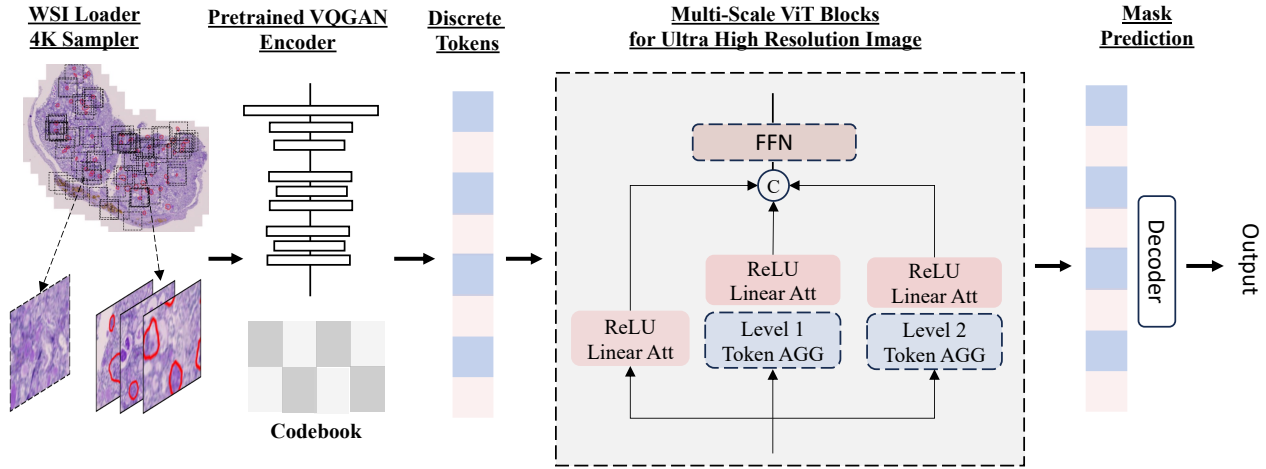 WSI Loader
4K Sampler
Pretrained VQGAN
Encoder
Codebook
Discrete
Tokens
Multi-Scale ViT Blocks
for Ultra High Resolution Image
FFN
C
ReLU
Linear Att
ReLU
Linear Att
Level 1
Token AGG
ReLU
Linear Att
Level 2
Token AGG
Mask
Prediction
Decoder
Output